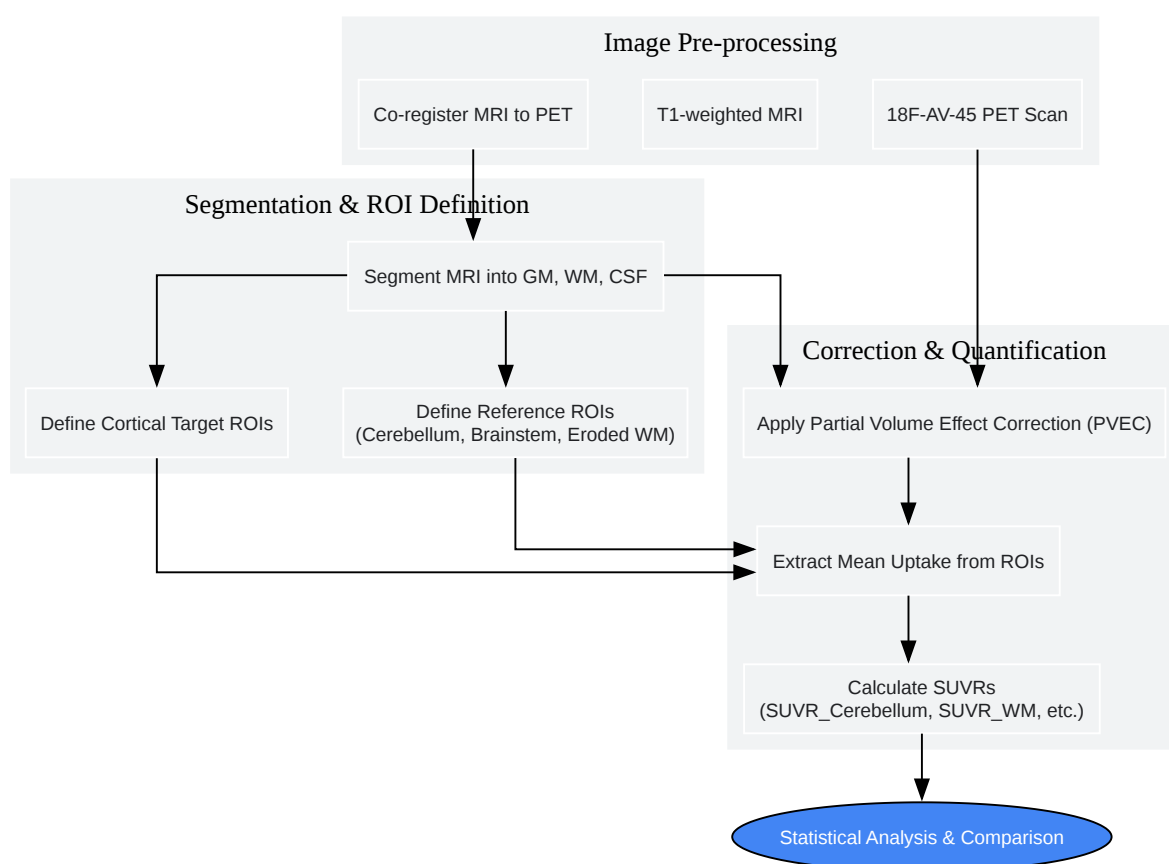 Image Pre-processing
Co-register MRI to PET
T1-weighted MRI
18F-AV-45 PET Scan
Segmentation & ROI Definition
Segment MRI into GM, WM, CSF
Correction & Quantification
Define Cortical Target ROIs
Define Reference ROIs
(Cerebellum, Brainstem, Eroded WM)
Apply Partial Volume Effect Correction (PVEC)
Extract Mean Uptake from ROIs
Calculate SUVRs
(SUVR_Cerebellum, SUVR_WM, etc.)
Statistical Analysis & Comparison